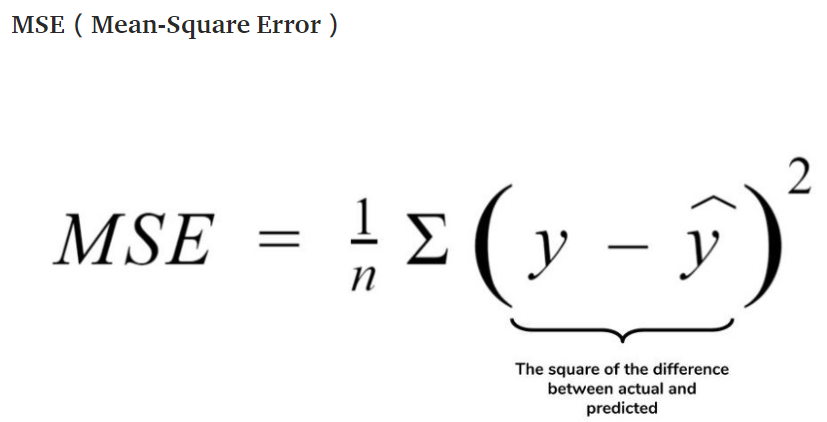 MSE ( Mean-Square Error )
MSE = 1/n Σ ( y − ŷ )²
The square of the difference
between actual and
predicted